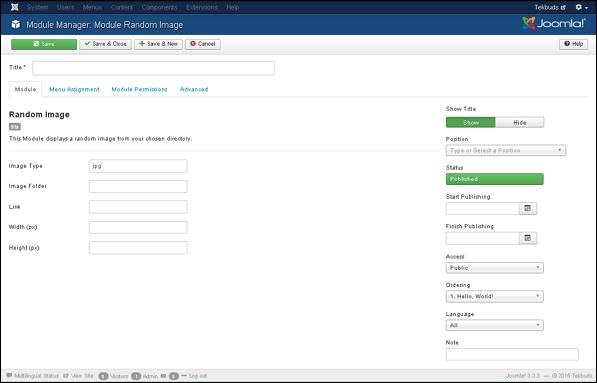 System Users Menus Content Components Extensions Help Tekbuds
Module Manager: Module Random Image Joomla!
Save Save & Close Save & New Cancel Help
Title *
Module Menu Assignment Module Permissions Advanced
Random Image
Site
This Module displays a random image from your chosen directory.
Image Type jpg
Image Folder
Link
Width (px)
Height (px)
Show Title
Show Hide
Position
Type or Select a Position
Status
Published
Start Publishing
Finish Publishing
Access
Public
Ordering
1. Hello, World!
Language
All
Note
Multilingual Status View Site 0 Visitors 1 Admin 0 Log out Joomla! 3.3.3 — © 2015 Tekbuds